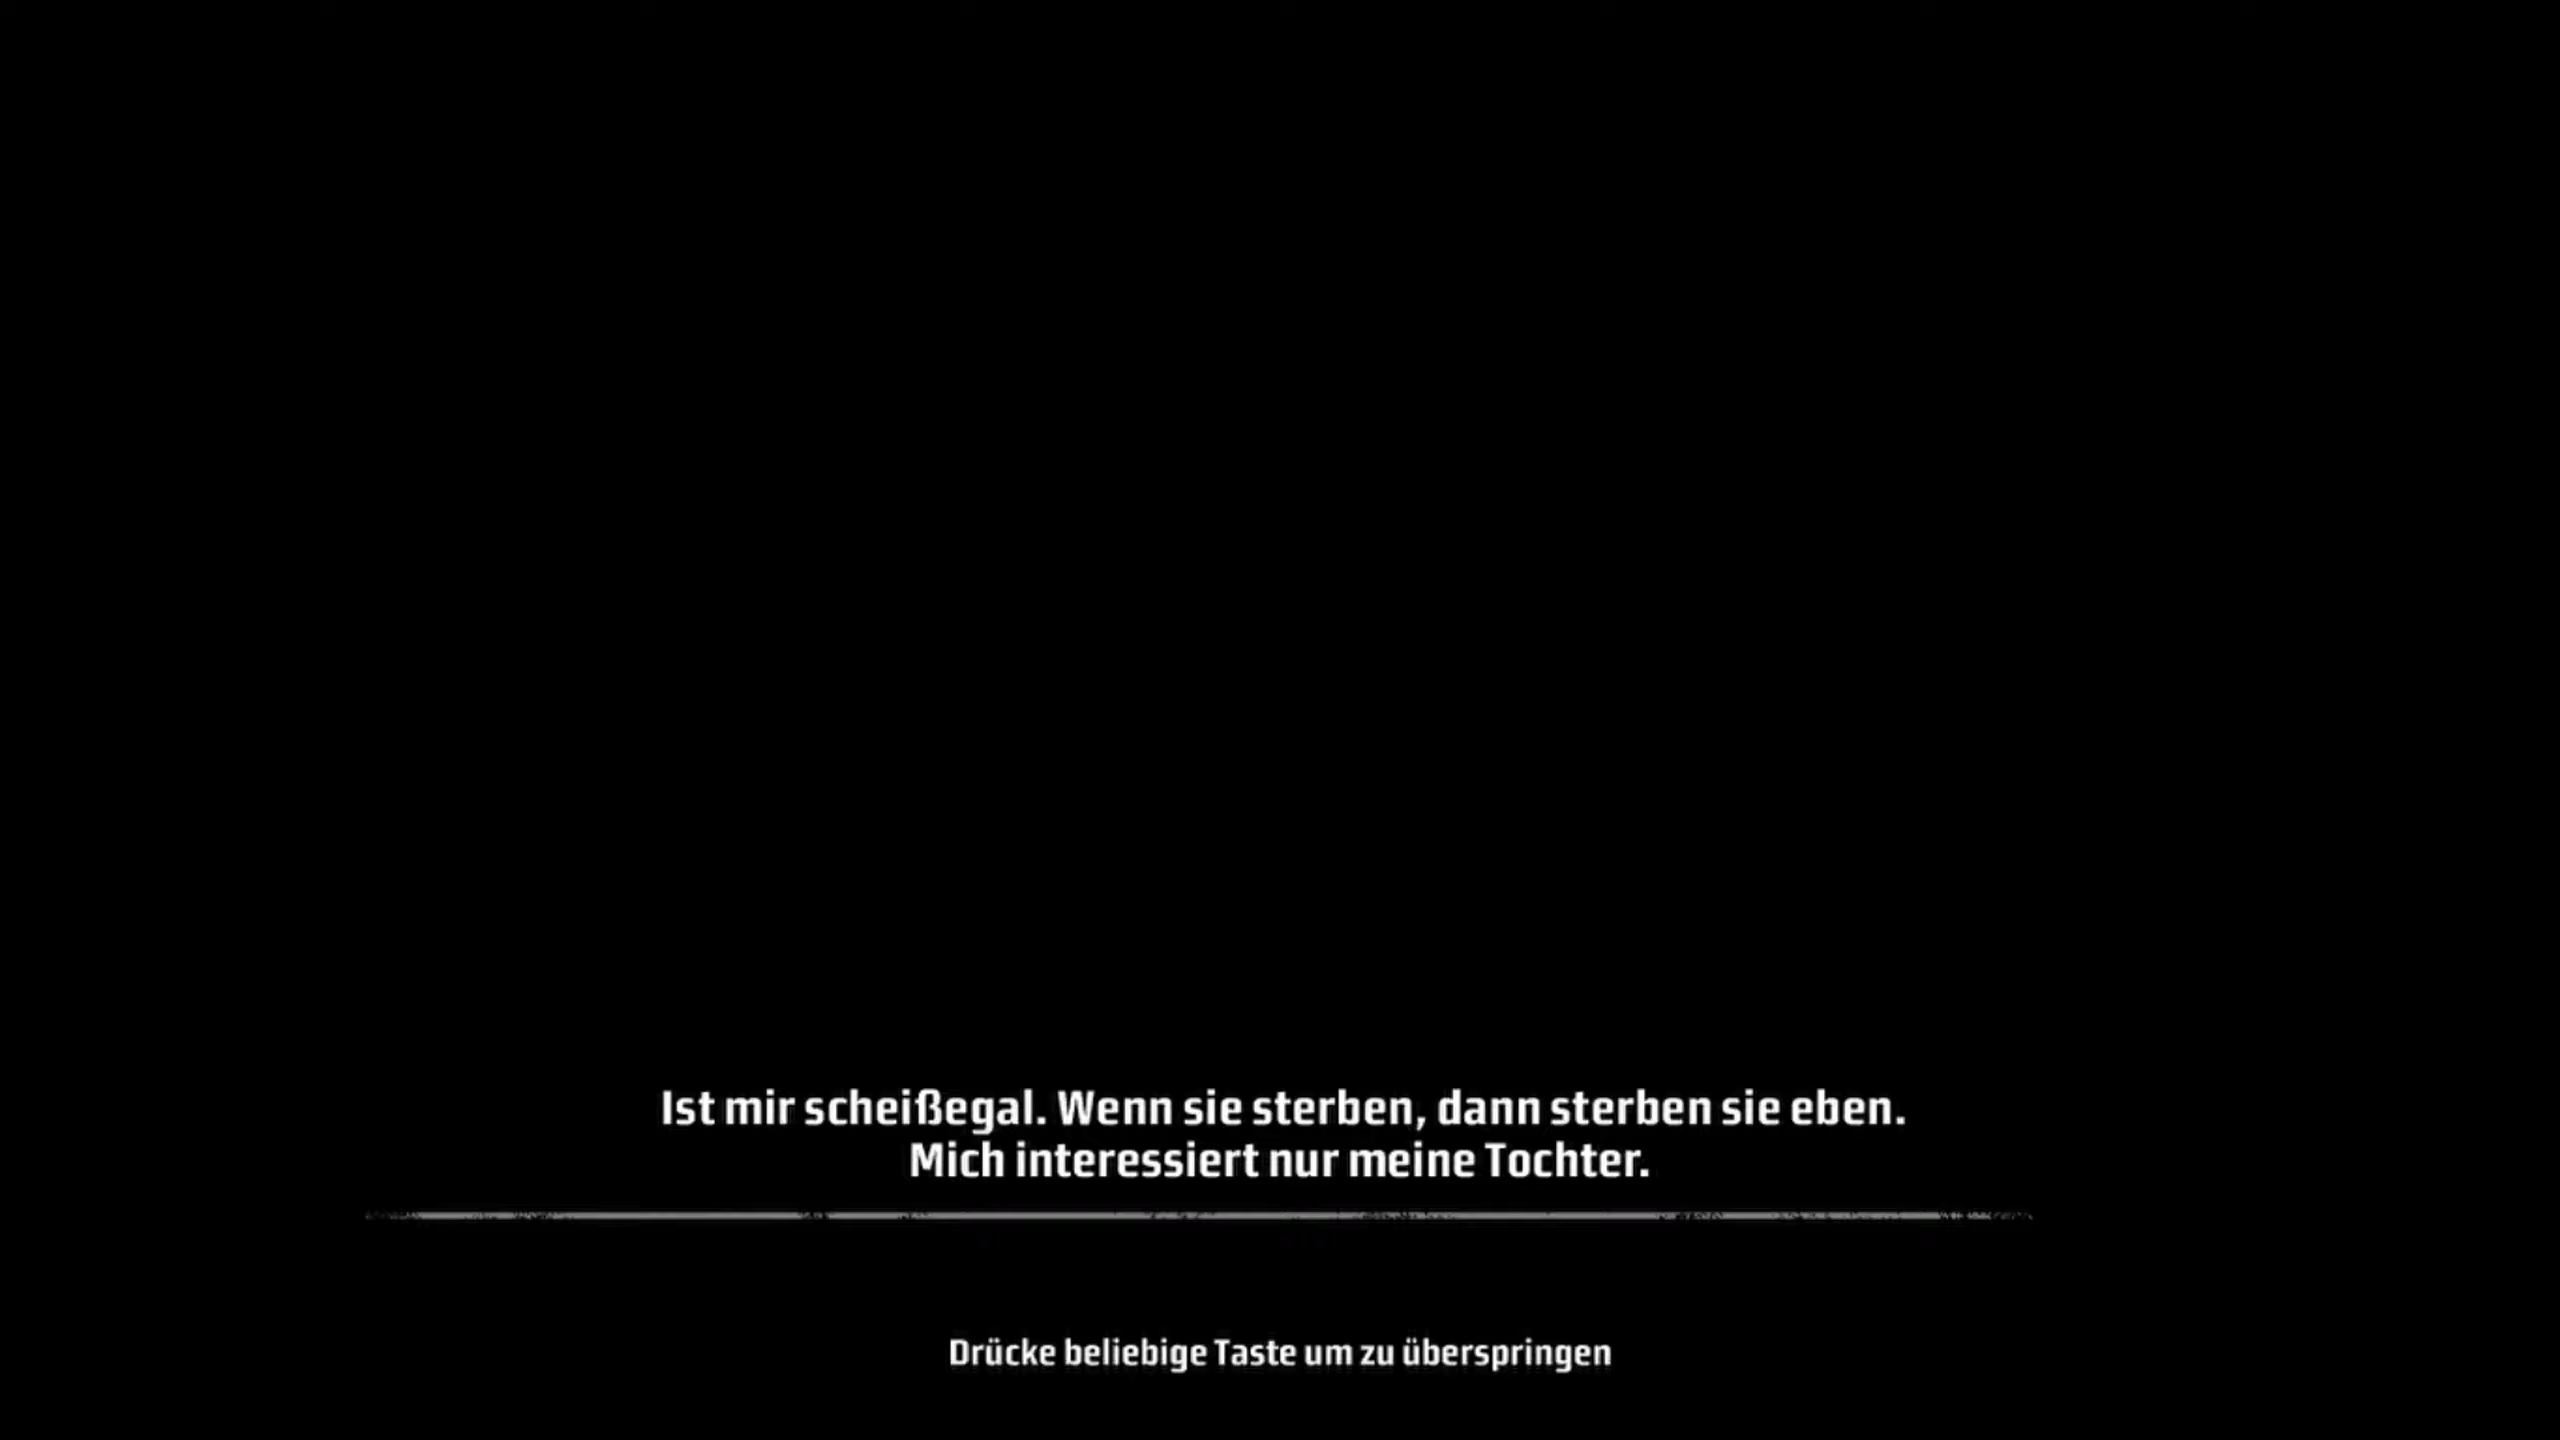 Ist mir scheißegal. Wenn sie sterben, dann sterben sie eben.
Mich interessiert nur meine Tochter.
Drücke beliebige Taste um zu überspringen